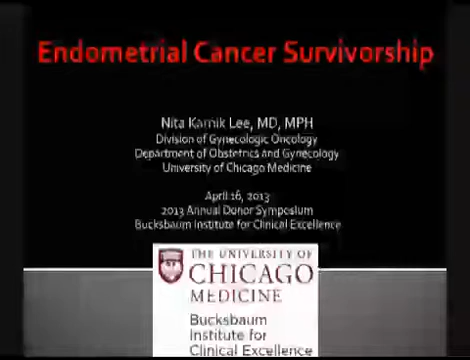 Endometrial Cancer Survivorship
Nita Karnik Lee, MD, MPH
Division of Gynecologic Oncology
Department of Obstetrics and Gynecology
University of Chicago Medicine
April 16, 2013
2013 Annual Donor Symposium
Bucksbaum Institute for Clinical Excellence
THE UNIVERSITY OF
CHICAGO
MEDICINE
Bucksbaum
Institute for
Clinical Excellence